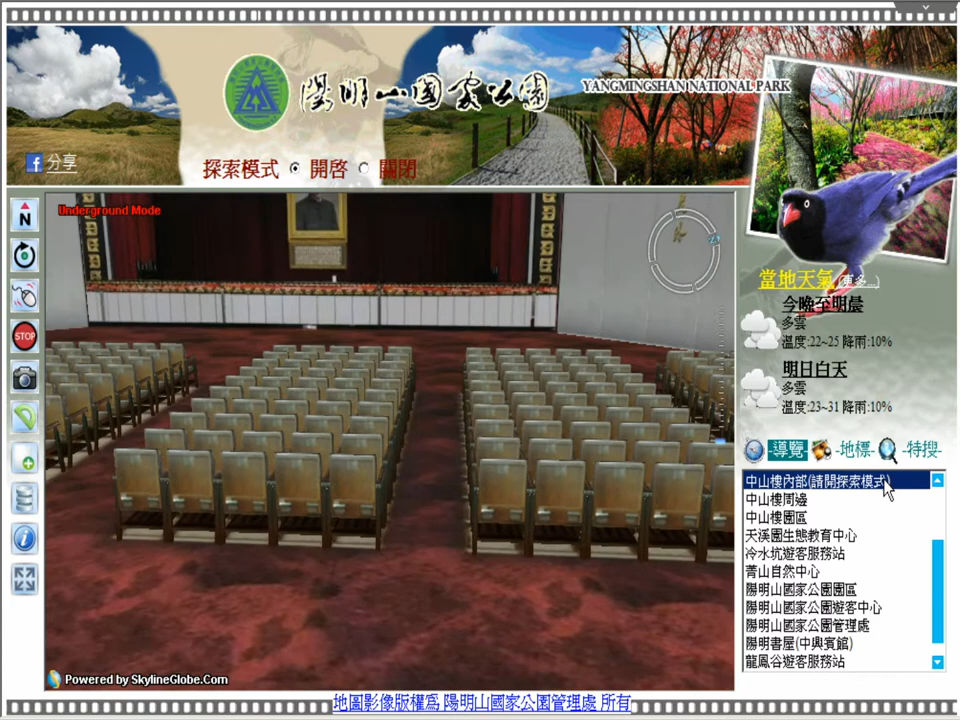 陽明山國家公園
YANGMINGSHAN NATIONAL PARK
分享
探索模式 開啓 關閉
Underground Mode
N
STOP
當地天氣 (更多...)
今晚至明晨
多雲
溫度:22~25 降雨:10%
明日白天
多雲
溫度:23~31 降雨:10%
-導覽- -地標- -特搜-
中山樓內部(請開探索模式)
中山樓周邊
中山樓園區
天溪園生態教育中心
冷水坑遊客服務站
菁山自然中心
陽明山國家公園園區
陽明山國家公園遊客中心
陽明山國家公園管理處
陽明書屋(中興賓館)
龍鳳谷遊客服務站
Powered by SkylineGlobe.Com
地圖影像版權為 陽明山國家公園管理處 所有